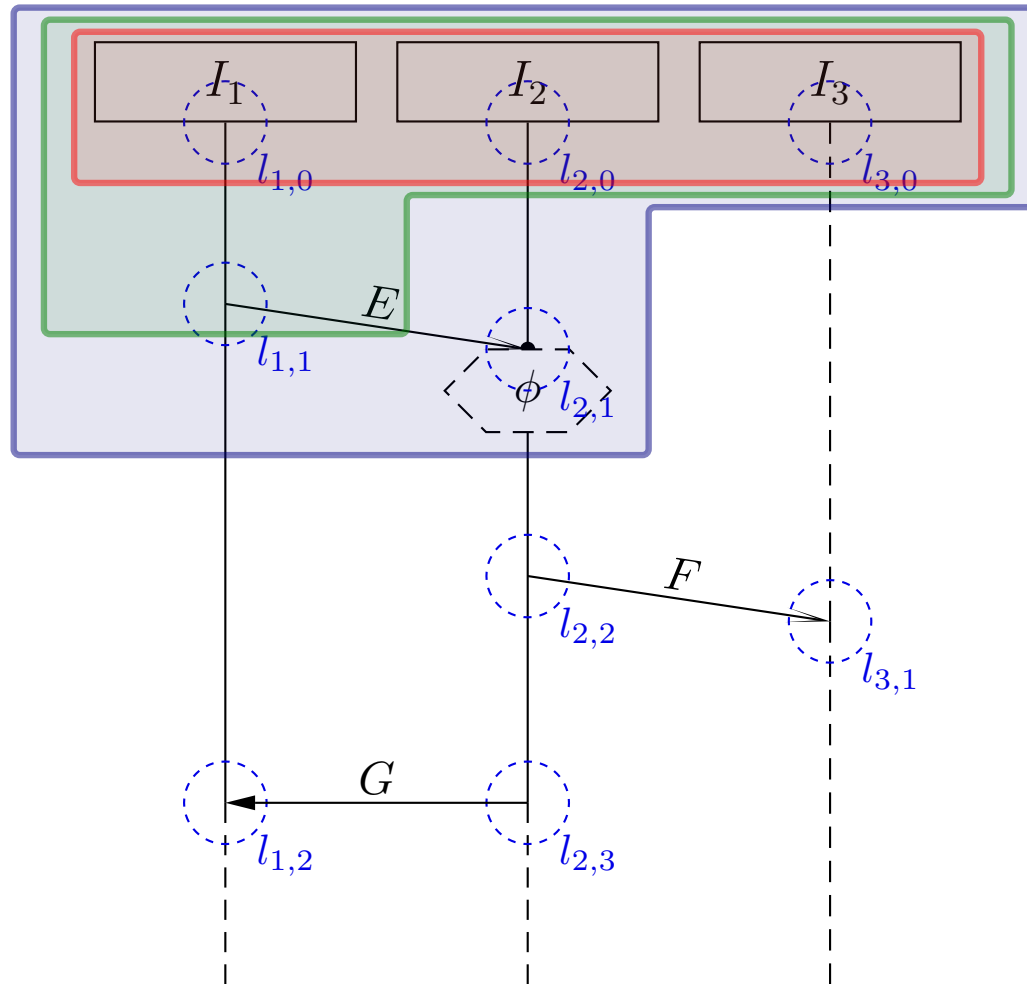 I₁ I₂ I₃
l₁,₀ l₂,₀ l₃,₀
E
l₁,₁
ϕ l₂,₁
F
l₂,₂
l₃,₁
G
l₁,₂ l₂,₃